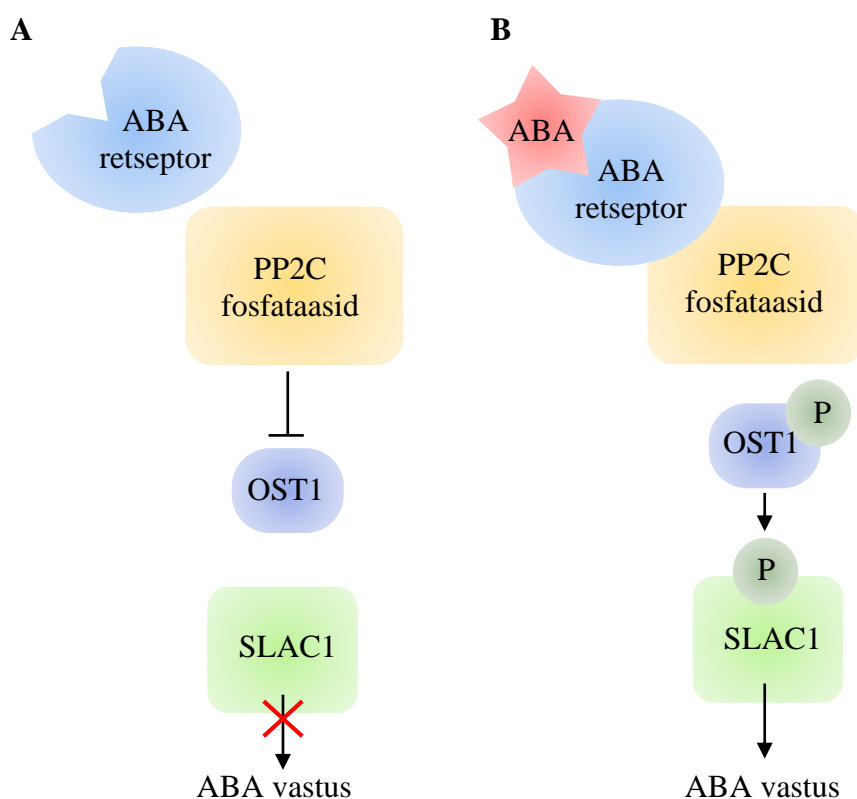 A
ABA
retseptor
PP2C
fosfataasid
OST1
SLAC1
ABA vastus
B
ABA
ABA
retseptor
PP2C
fosfataasid
P
OST1
P
SLAC1
ABA vastus